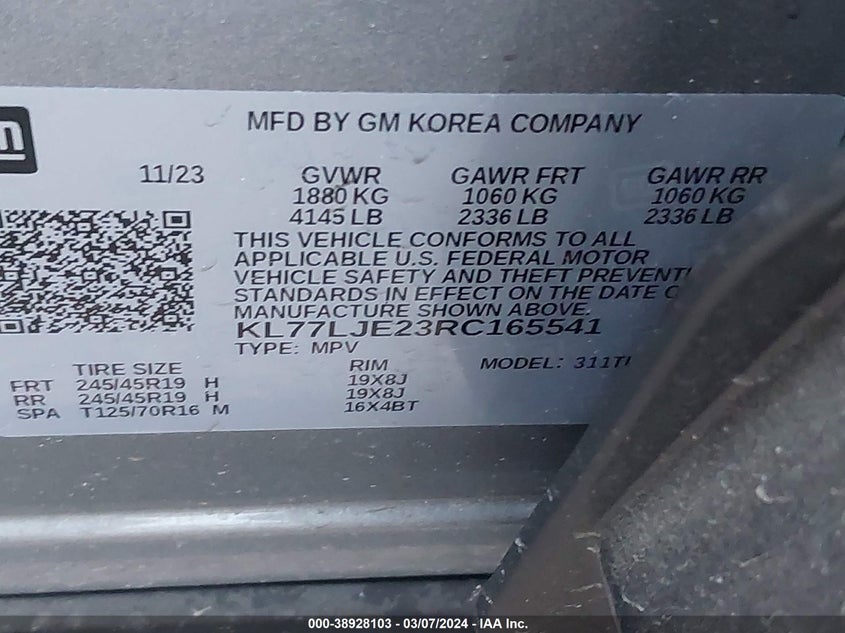 MFD BY GM KOREA COMPANY
11/23 GVWR GAWR FRT GAWR RR
1880 KG 1060 KG 1060 KG
4145 LB 2336 LB 2336 LB
THIS VEHICLE CONFORMS TO ALL
APPLICABLE U.S. FEDERAL MOTOR
VEHICLE SAFETY AND THEFT PREVENTI
STANDARDS IN EFFECT ON THE DATE O
MANUFACTURE SHOWN ABOVE.
KL77LJE23RC165541
TYPE: MPV
TIRE SIZE RIM MODEL: 311TI
FRT 245/45R19 H 19X8J
RR 245/45R19 H 19X8J
SPA T125/70R16 M 16X4BT
000-38928103 — 03/07/2024 — IAA Inc.